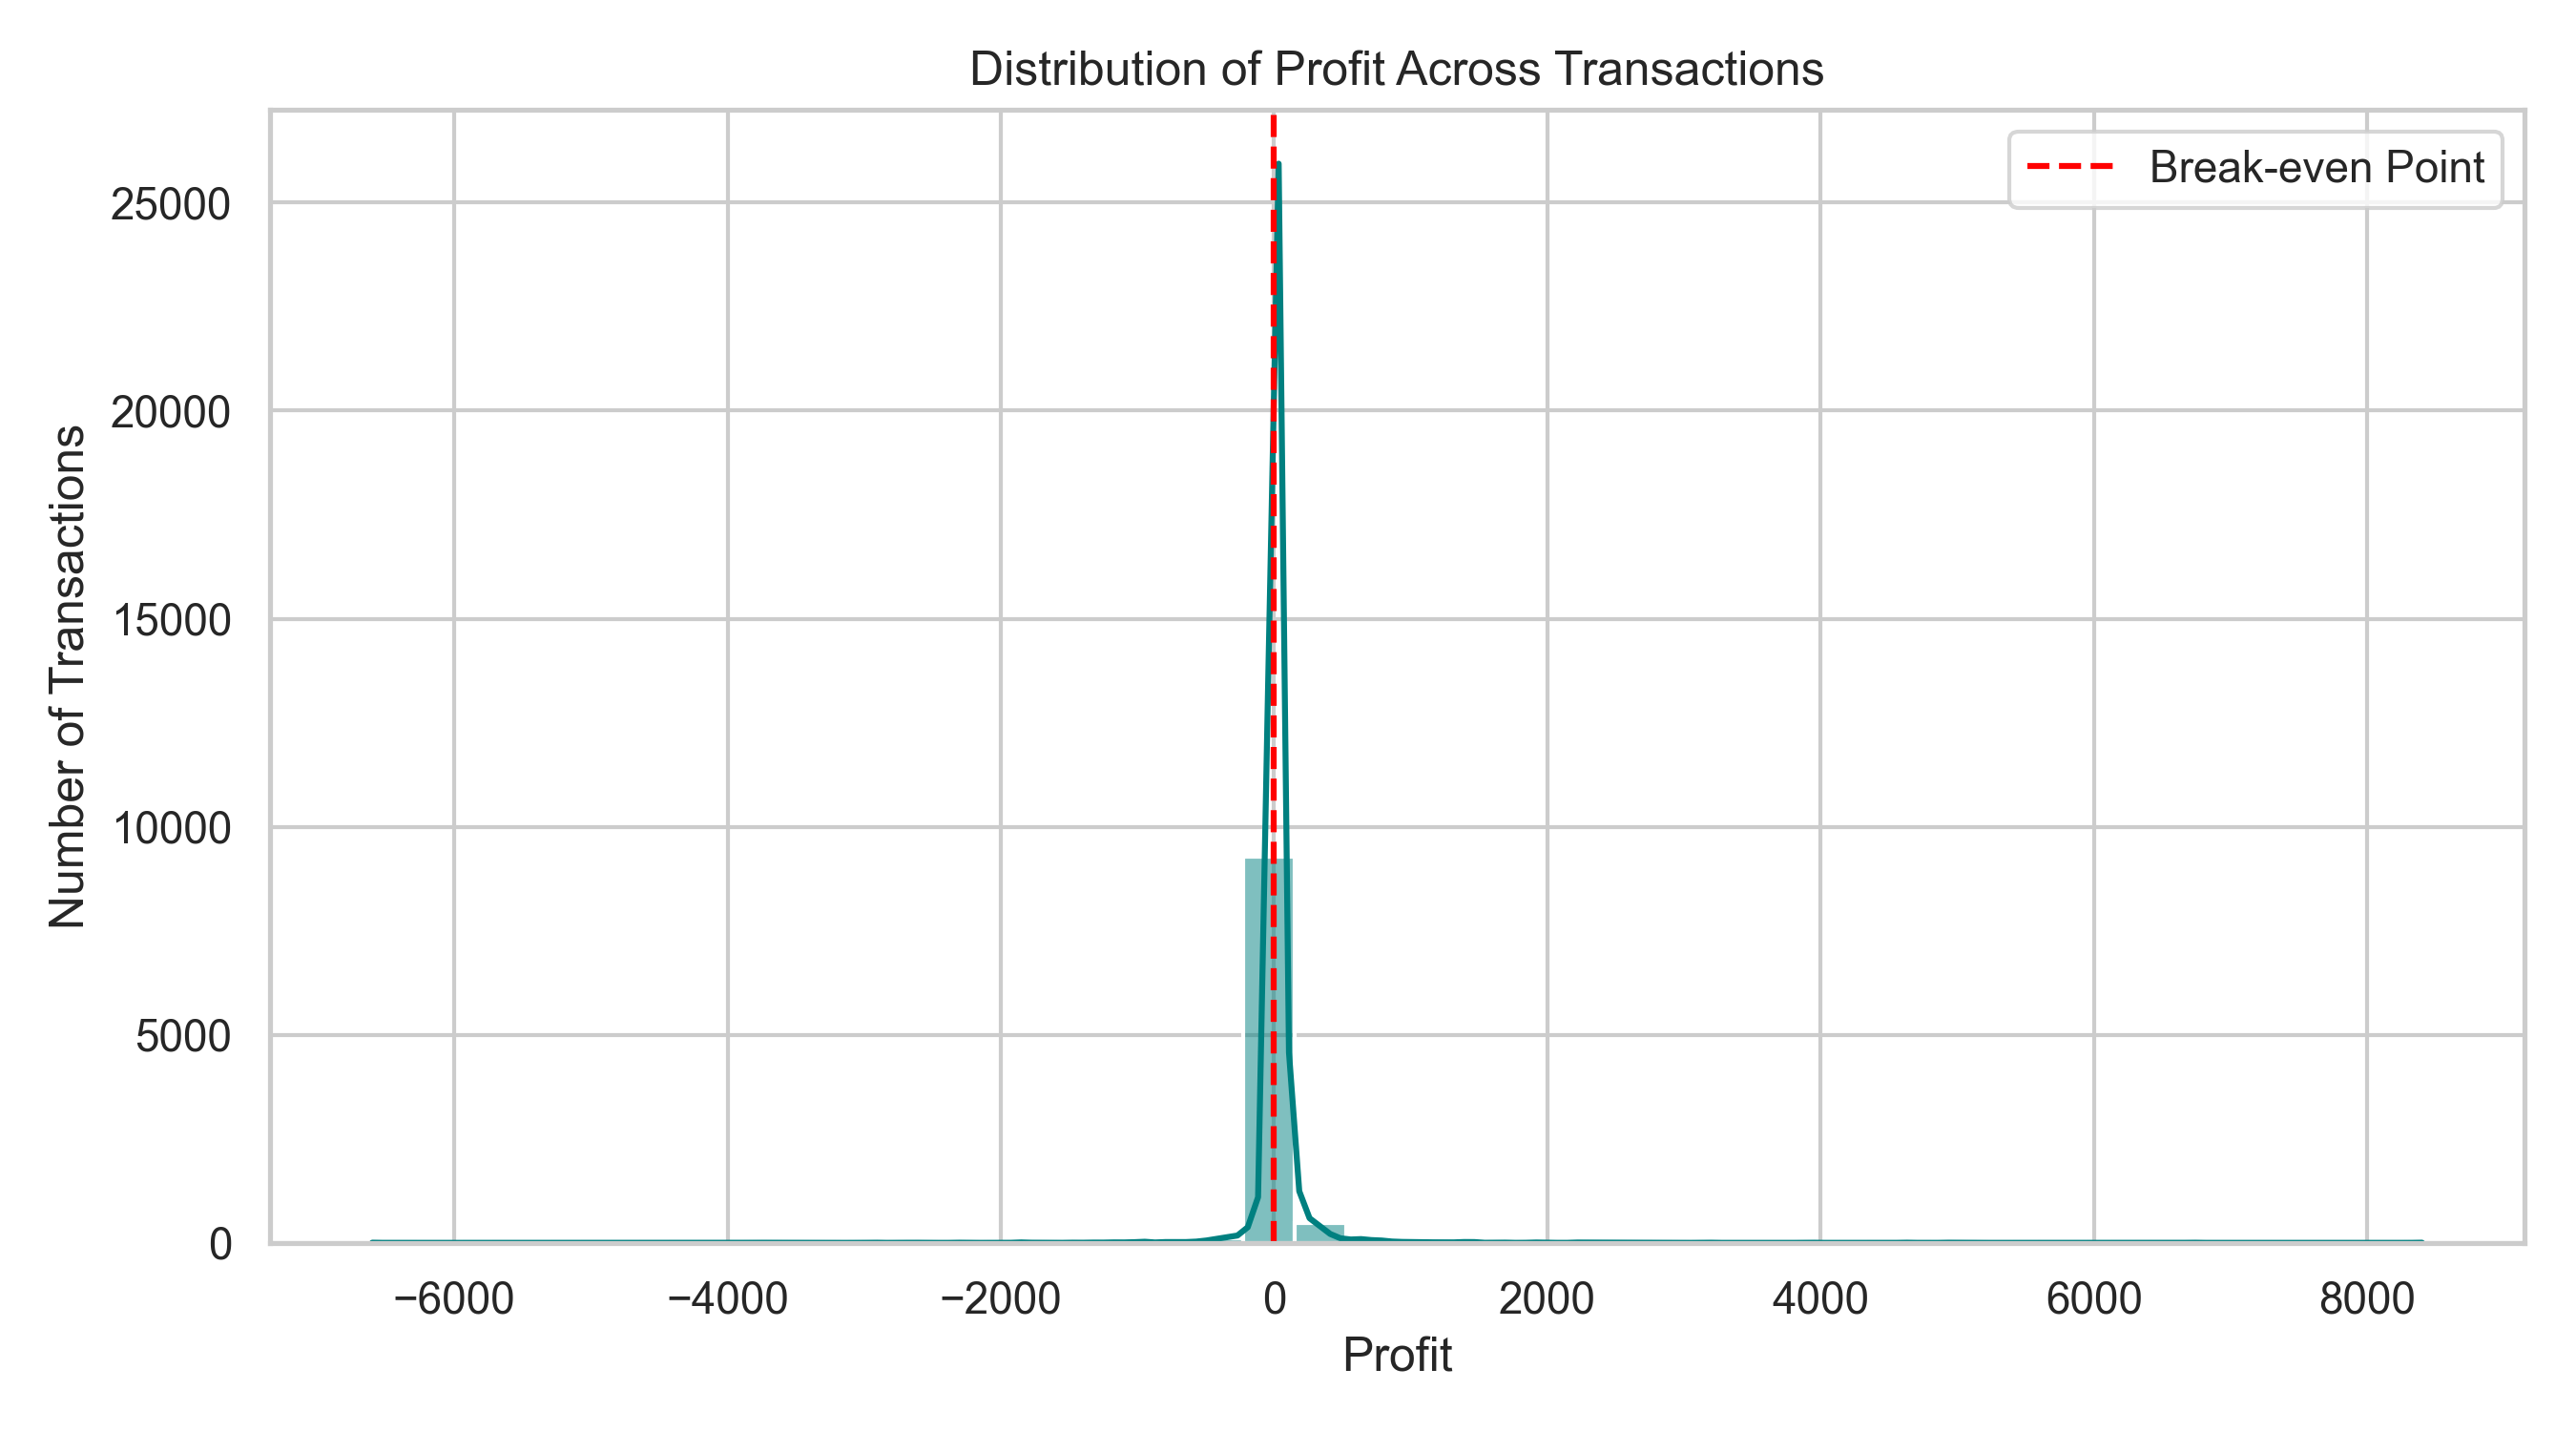 Distribution of Profit Across Transactions
Break-even Point
25000
20000
15000
10000
5000
0
Number of Transactions
−6000 −4000 −2000 0 2000 4000 6000 8000
Profit